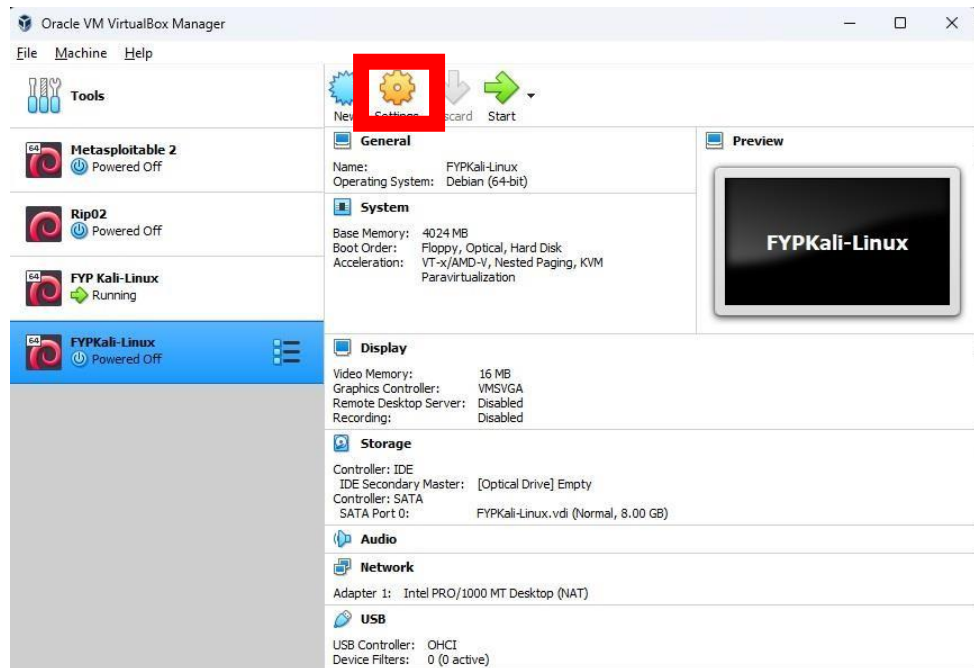 Oracle VM VirtualBox Manager
File Machine Help
Tools
New Settings scard Start
64
Metasploitable 2
Powered Off
Rip02
Powered Off
64
FYP Kali-Linux
Running
64
FYPKali-Linux
Powered Off
General
Name: FYPKali-Linux
Operating System: Debian (64-bit)
System
Base Memory: 4024 MB
Boot Order: Floppy, Optical, Hard Disk
Acceleration: VT-x/AMD-V, Nested Paging, KVM
Paravirtualization
Preview
FYPKali-Linux
Display
Video Memory: 16 MB
Graphics Controller: VMSVGA
Remote Desktop Server: Disabled
Recording: Disabled
Storage
Controller: IDE
IDE Secondary Master: [Optical Drive] Empty
Controller: SATA
SATA Port 0: FYPKali-Linux.vdi (Normal, 8.00 GB)
Audio
Network
Adapter 1: Intel PRO/1000 MT Desktop (NAT)
USB
USB Controller: OHCI
Device Filters: 0 (0 active)